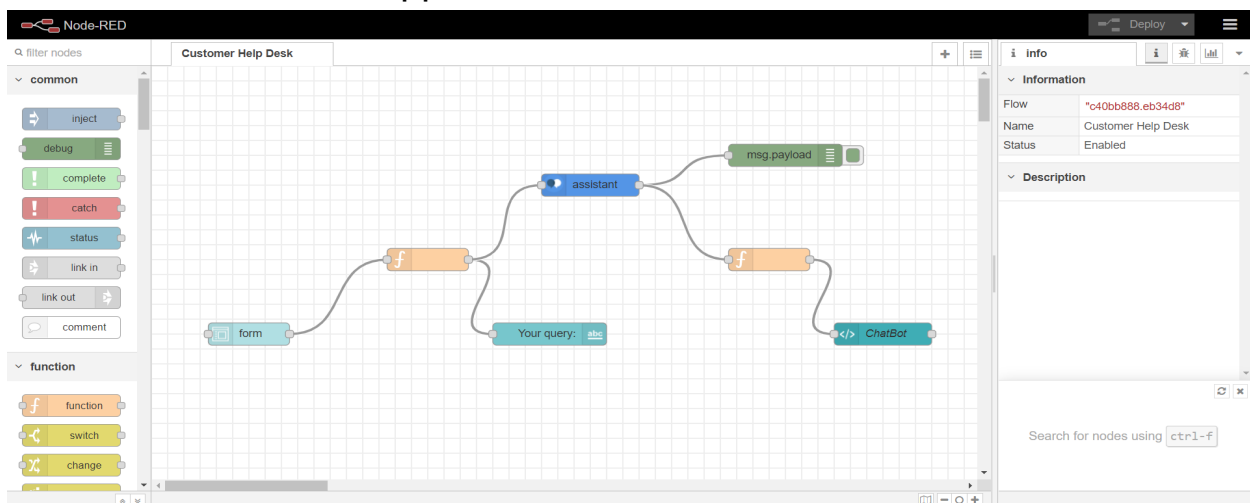 Node-RED
Deploy
filter nodes
common
inject
debug
complete
catch
status
link in
link out
comment
function
function
switch
change
Customer Help Desk
msg.payload
assistant
form
Your query:
abc
</> ChatBot
i info
i
Information
Flow "c40bb888.eb34d8"
Name Customer Help Desk
Status Enabled
Description
Search for nodes using ctrl-f